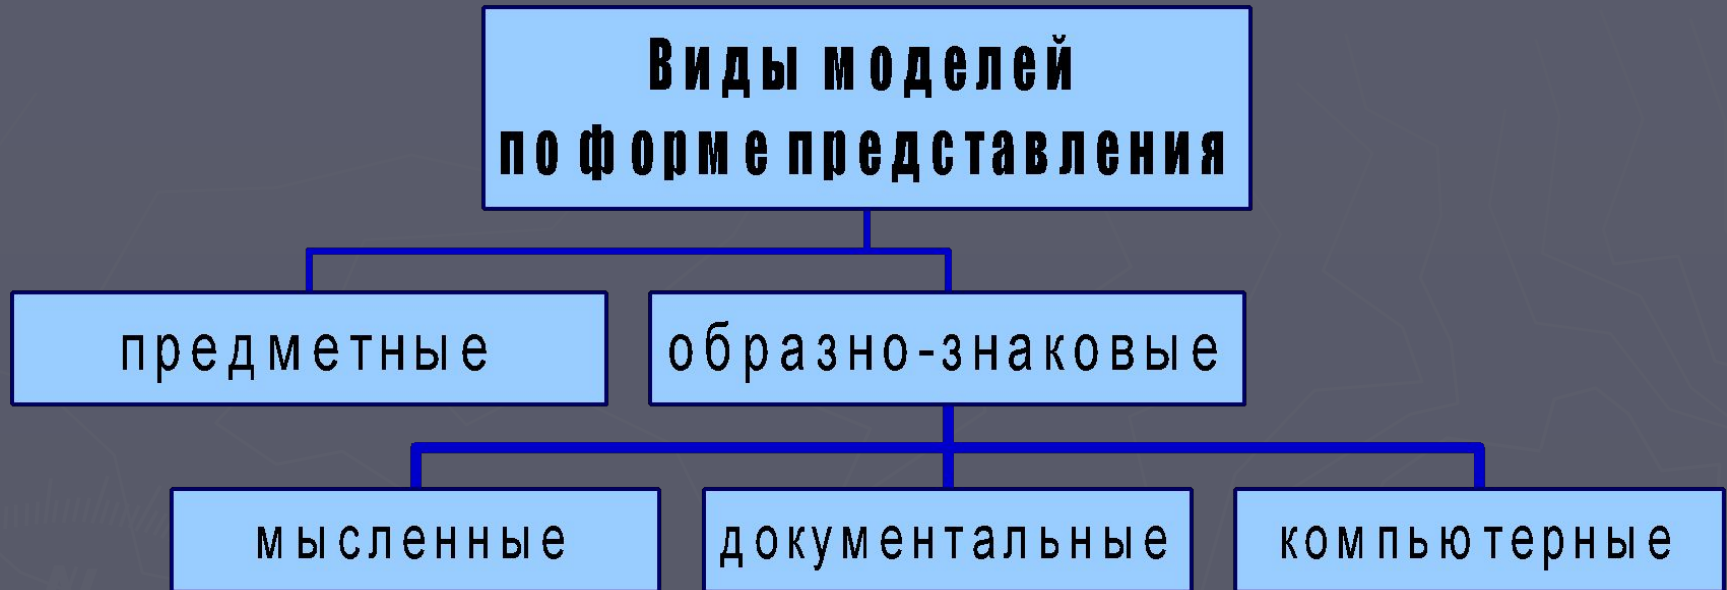 Виды моделей
по форме представления
предметные
образно-знаковые
мысленные
документальные
компьютерные